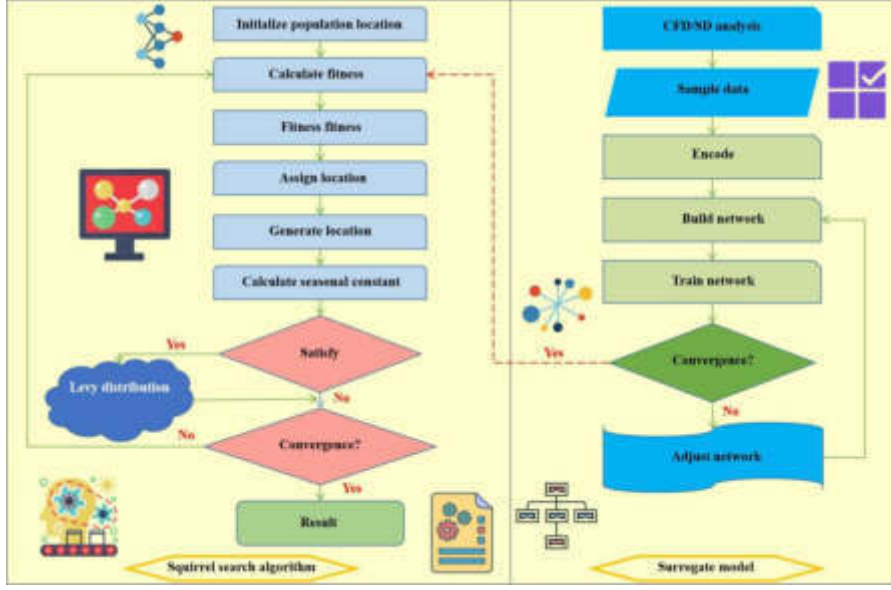 Initialize population location
Calculate fitness
Flitness fitness
Assign location
Generate location
Calculate seasonal constant
Yes
Satisfy
Levy distribution
No
No
Convergence?
Yes
Result
Squirrel search algorithm
CFD/SD analysis
Sample data
Encode
Build network
Train network
Yes
Convergence?
No
Adjust network
Surrogate model